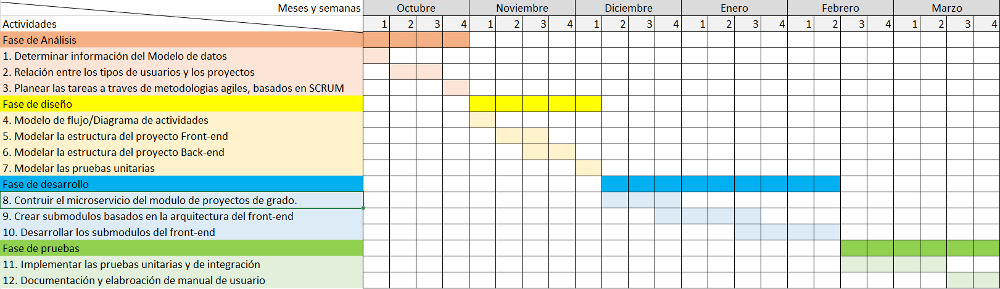 Meses y semanas Octubre Noviembre Diciembre Enero Febrero Marzo
Actividades 1 2 3 4 1 2 3 4 1 2 3 4 1 2 3 4 1 2 3 4 1 2 3 4
Fase de Análisis
1. Determinar información del Modelo de datos
2. Relación entre los tipos de usuarios y los proyectos
3. Planear las tareas a traves de metodologias agiles, basados en SCRUM
Fase de diseño
4. Modelo de flujo/Diagrama de actividades
5. Modelar la estructura del proyecto Front-end
6. Modelar la estructura del proyecto Back-end
7. Modelar las pruebas unitarias
Fase de desarrollo
8. Contruir el microservicio del modulo de proyectos de grado.
9. Crear submodulos basados en la arquitectura del front-end
10. Desarrollar los submodulos del front-end
Fase de pruebas
11. Implementar las pruebas unitarias y de integración
12. Documentación y elabroación de manual de usuario